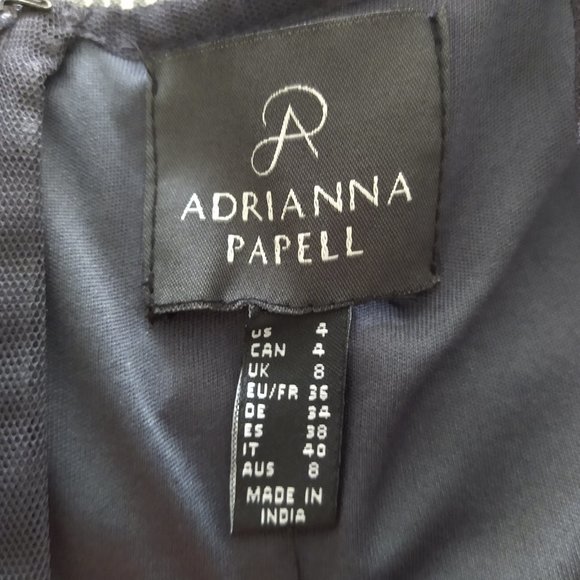 AP
ADRIANNA
PAPELL
US 4
CAN 4
UK 8
EU/FR 36
DE 34
ES 38
IT 40
AUS 8
MADE IN
INDIA